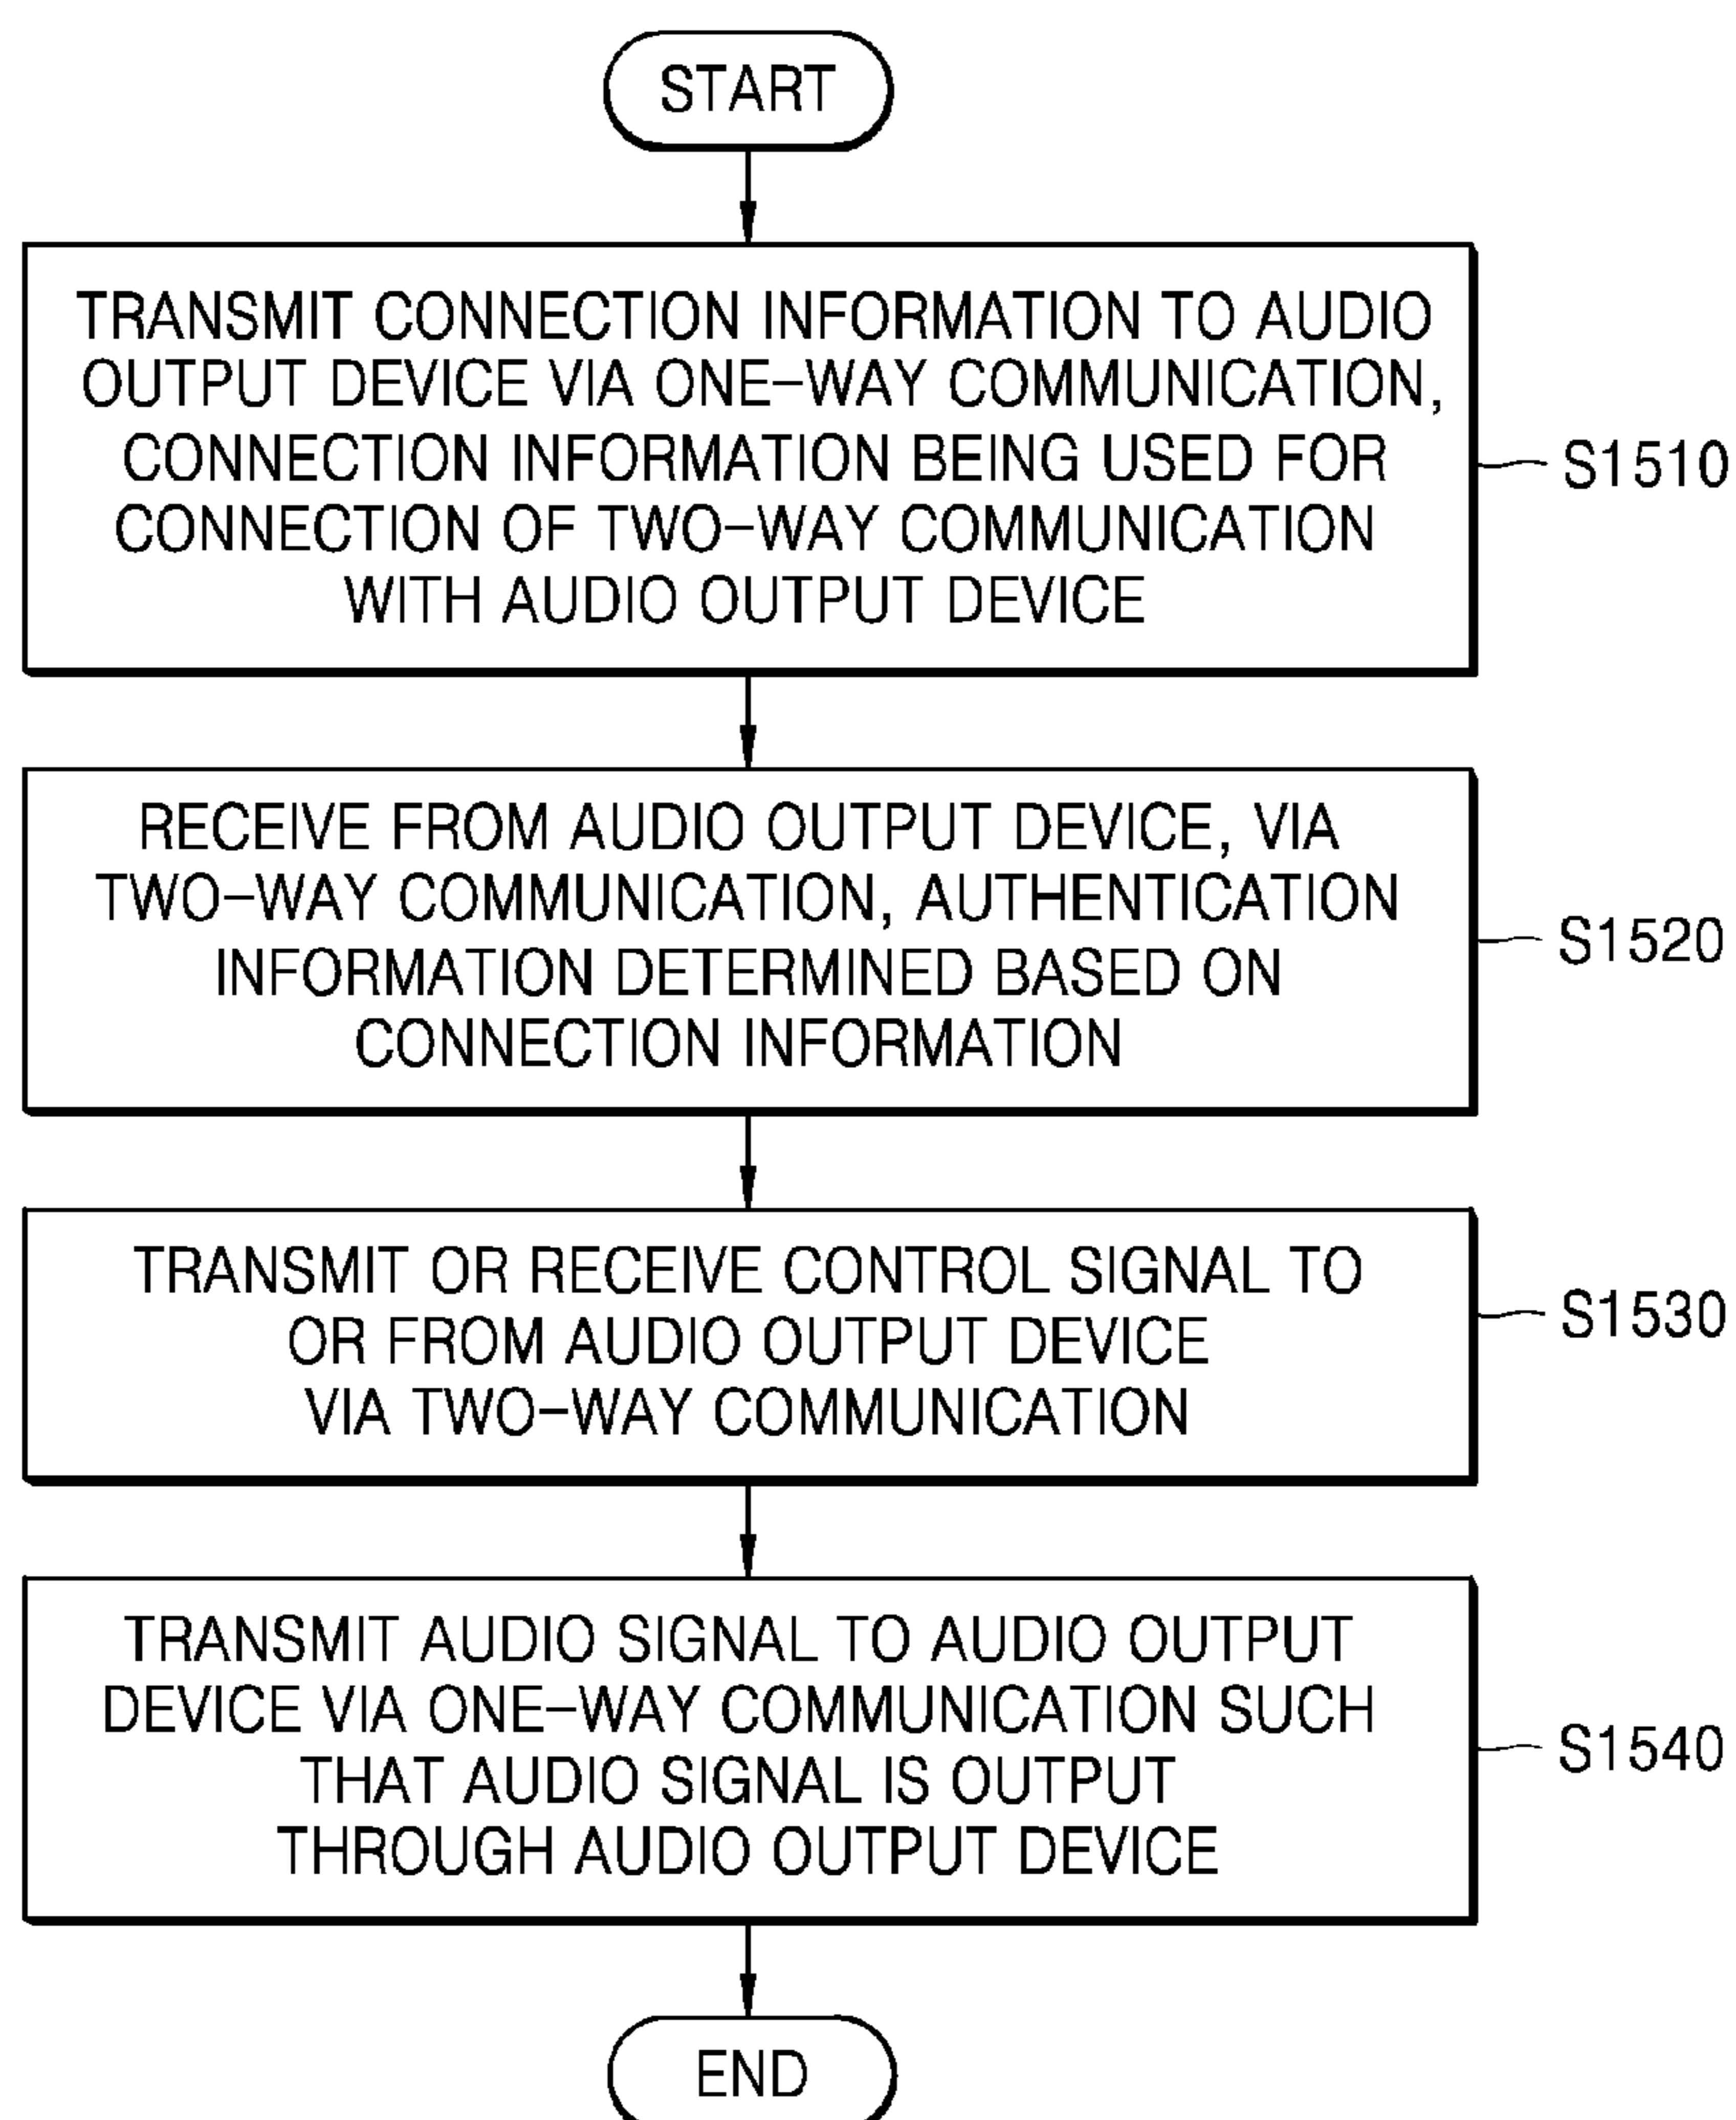 START
TRANSMIT CONNECTION INFORMATION TO AUDIO
OUTPUT DEVICE VIA ONE-WAY COMMUNICATION,
CONNECTION INFORMATION BEING USED FOR
CONNECTION OF TWO-WAY COMMUNICATION
WITH AUDIO OUTPUT DEVICE
S1510
RECEIVE FROM AUDIO OUTPUT DEVICE, VIA
TWO-WAY COMMUNICATION, AUTHENTICATION
INFORMATION DETERMINED BASED ON
CONNECTION INFORMATION
S1520
TRANSMIT OR RECEIVE CONTROL SIGNAL TO
OR FROM AUDIO OUTPUT DEVICE
VIA TWO-WAY COMMUNICATION
S1530
TRANSMIT AUDIO SIGNAL TO AUDIO OUTPUT
DEVICE VIA ONE-WAY COMMUNICATION SUCH
THAT AUDIO SIGNAL IS OUTPUT
THROUGH AUDIO OUTPUT DEVICE
S1540
END